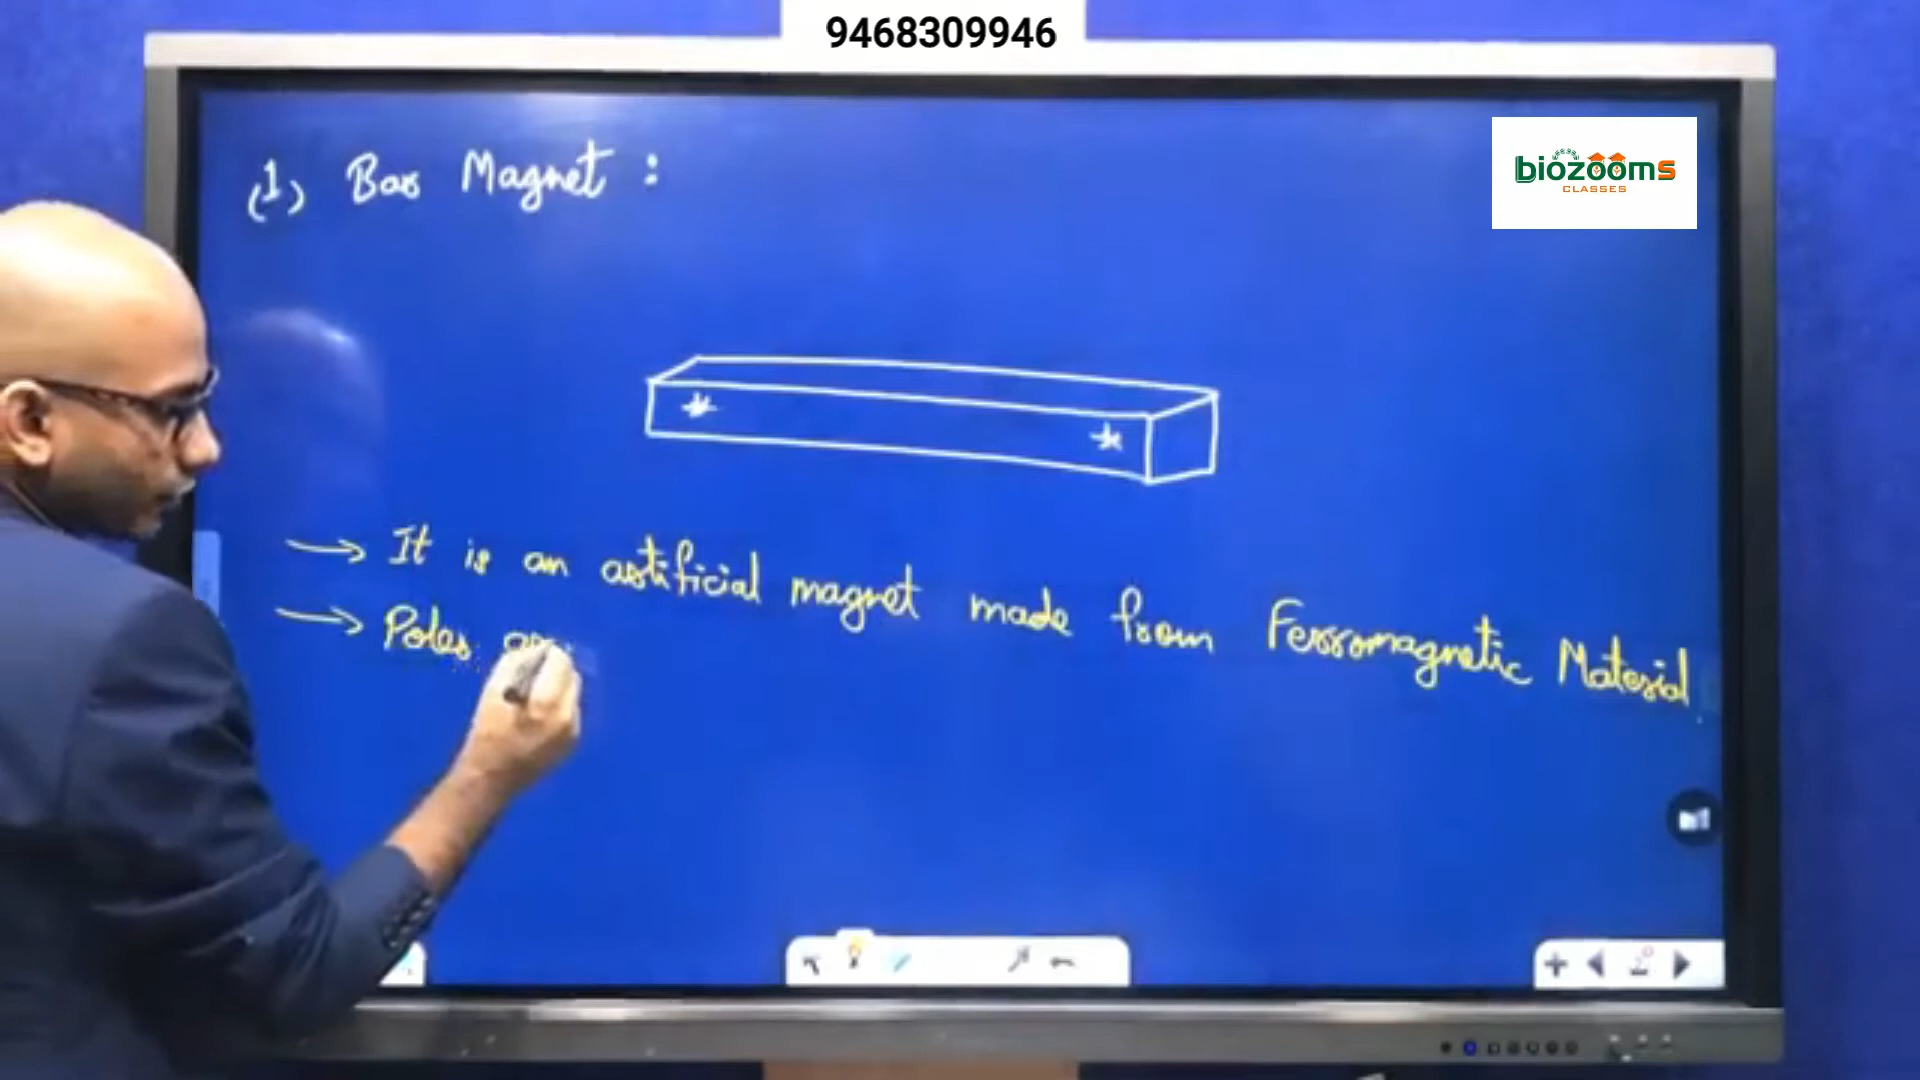 9468309946
biozooms
CLASSES
(1) Bar Magnet :
→ It is an artificial magnet made from Ferromagnetic Material
→ Poles